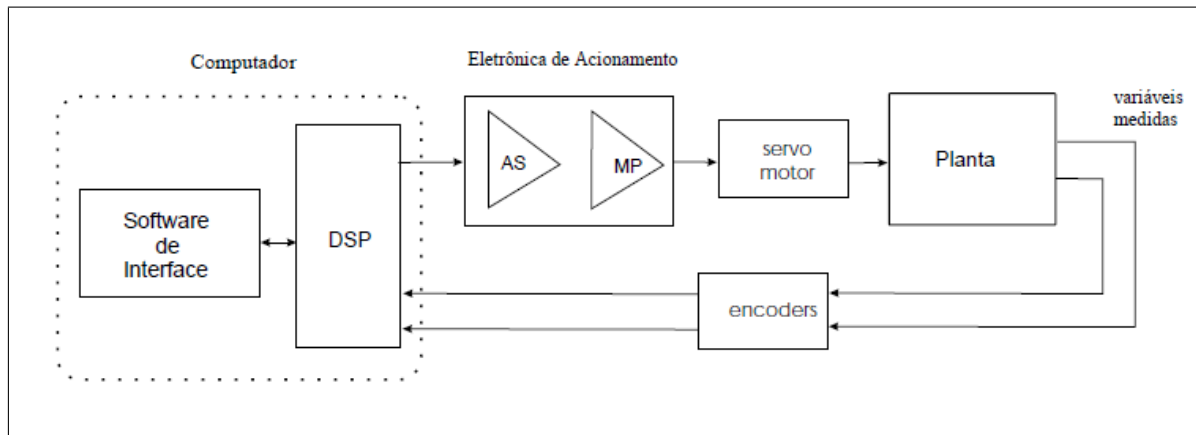 Computador
Eletrônica de Acionamento
variáveis
medidas
AS
MP
servo
motor
Planta
Software
de
Interface
DSP
encoders